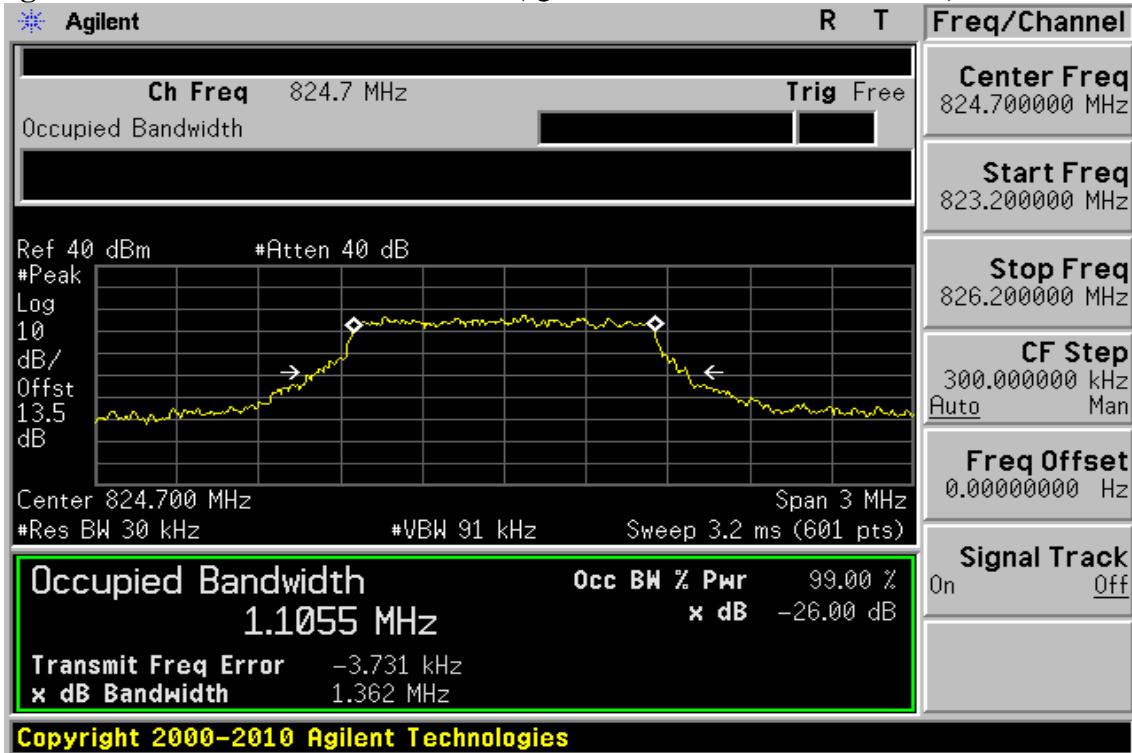 Agilent R T Freq/Channel
Ch Freq 824.7 MHz Trig Free
Occupied Bandwidth
Center Freq
824.700000 MHz
Start Freq
823.200000 MHz
Stop Freq
826.200000 MHz
CF Step
300.000000 kHz
Auto Man
Freq Offset
0.00000000 Hz
Signal Track
On Off
Ref 40 dBm #Atten 40 dB
#Peak
Log
10
dB/
Offst
13.5
dB
Center 824.700 MHz Span 3 MHz
#Res BW 30 kHz #VBW 91 kHz Sweep 3.2 ms (601 pts)
Occupied Bandwidth Occ BW % Pwr 99.00 %
1.1055 MHz x dB -26.00 dB
Transmit Freq Error -3.731 kHz
x dB Bandwidth 1.362 MHz
Copyright 2000-2010 Agilent Technologies